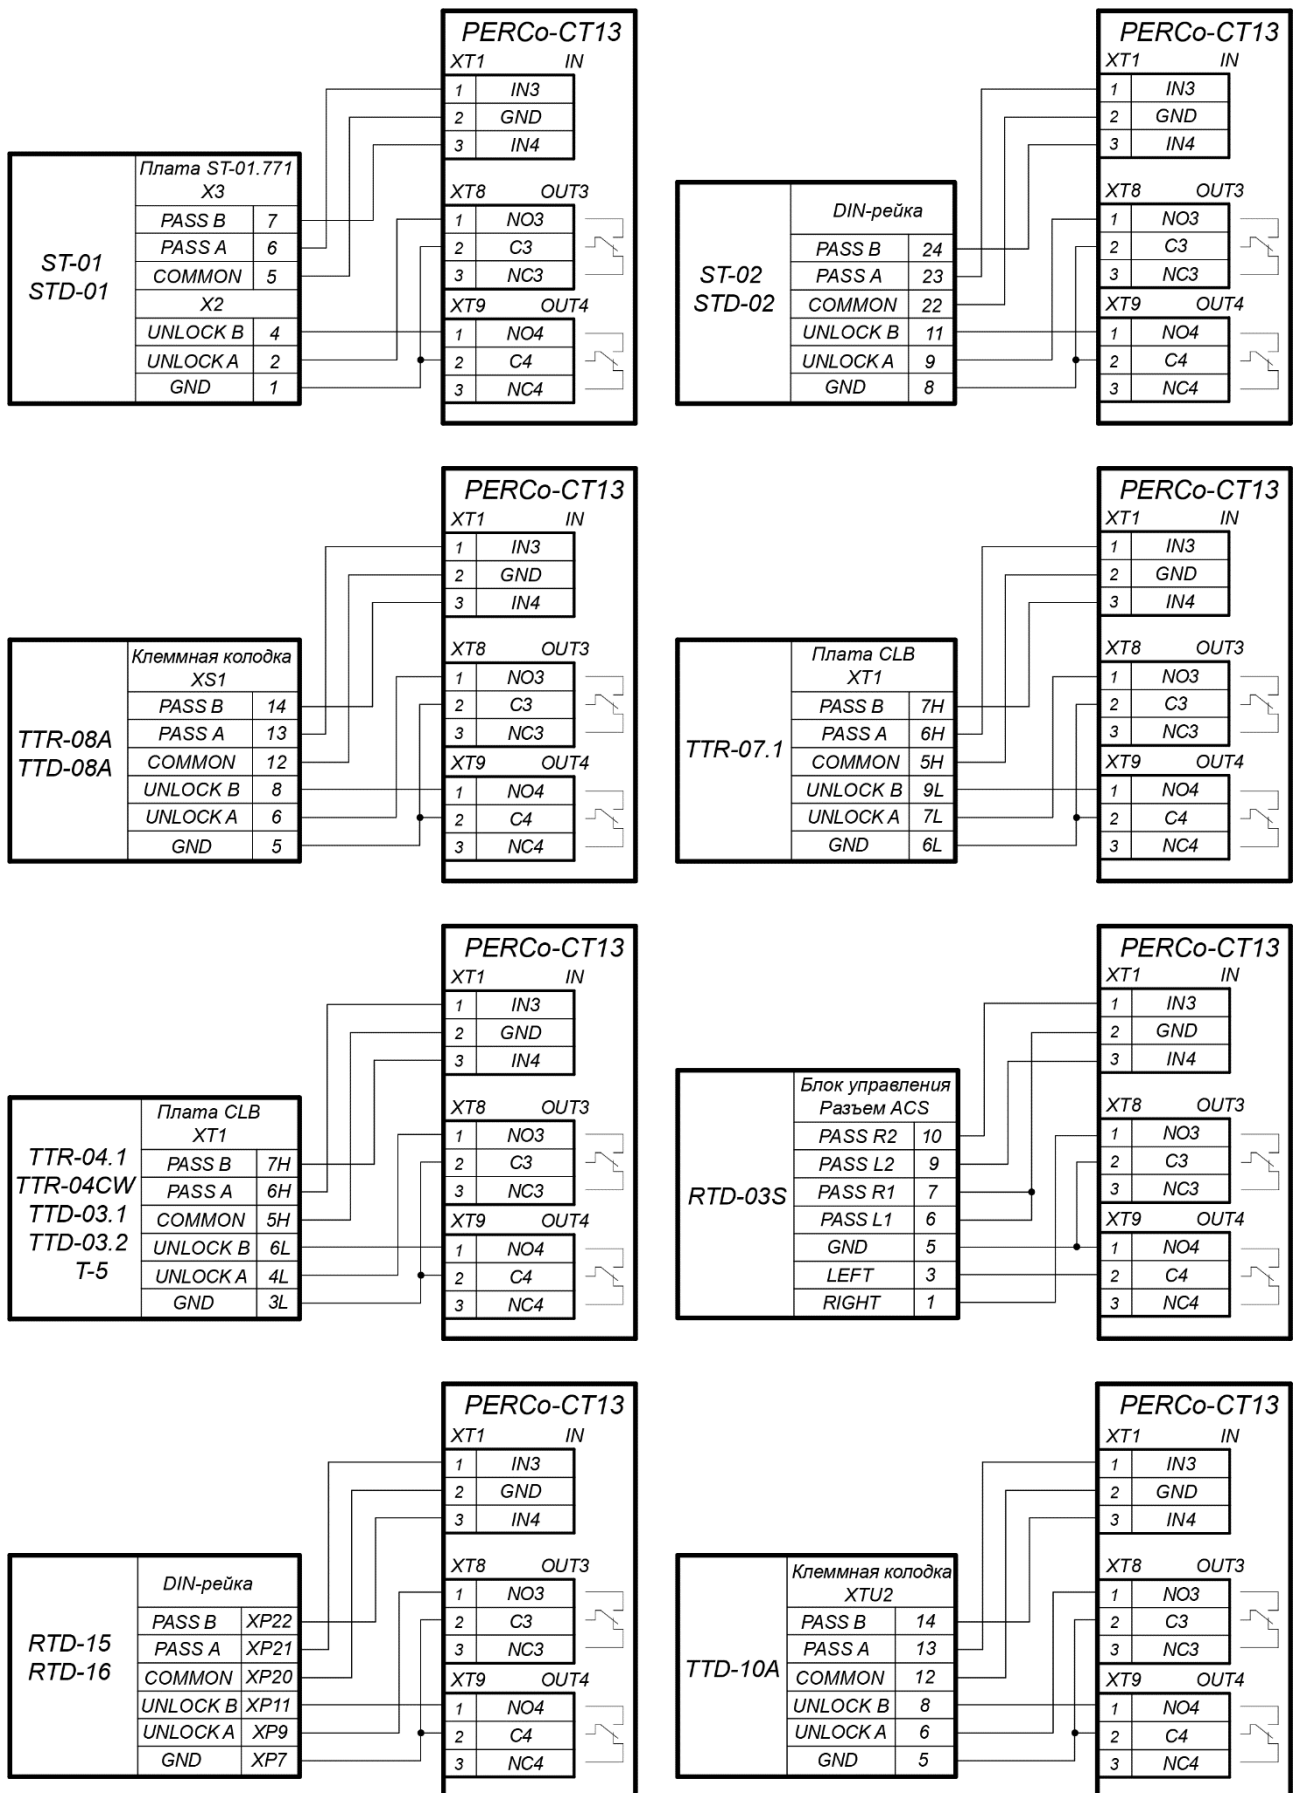 PERCo-CT13
XT1 IN
1 IN3
2 GND
3 IN4
XT8 OUT3
1 NO3
2 C3
3 NC3
XT9 OUT4
1 NO4
2 C4
3 NC4
ST-01
STD-01
Плата ST-01.771
X3
PASS B 7
PASS A 6
COMMON 5
X2
UNLOCK B 4
UNLOCK A 2
GND 1
PERCo-CT13
XT1 IN
1 IN3
2 GND
3 IN4
XT8 OUT3
1 NO3
2 C3
3 NC3
XT9 OUT4
1 NO4
2 C4
3 NC4
ST-02
STD-02
DIN-рейка
PASS B 24
PASS A 23
COMMON 22
UNLOCK B 11
UNLOCK A 9
GND 8
PERCo-CT13
XT1 IN
1 IN3
2 GND
3 IN4
XT8 OUT3
1 NO3
2 C3
3 NC3
XT9 OUT4
1 NO4
2 C4
3 NC4
TTR-08A
TTD-08A
Клеммная колодка
XS1
PASS B 14
PASS A 13
COMMON 12
UNLOCK B 8
UNLOCK A 6
GND 5
PERCo-CT13
XT1 IN
1 IN3
2 GND
3 IN4
XT8 OUT3
1 NO3
2 C3
3 NC3
XT9 OUT4
1 NO4
2 C4
3 NC4
TTR-07.1
Плата CLB
XT1
PASS B 7H
PASS A 6H
COMMON 5H
UNLOCK B 9L
UNLOCK A 7L
GND 6L
PERCo-CT13
XT1 IN
1 IN3
2 GND
3 IN4
XT8 OUT3
1 NO3
2 C3
3 NC3
XT9 OUT4
1 NO4
2 C4
3 NC4
TTR-04.1
TTR-04CW
TTD-03.1
TTD-03.2
T-5
Плата CLB
XT1
PASS B 7H
PASS A 6H
COMMON 5H
UNLOCK B 6L
UNLOCK A 4L
GND 3L
PERCo-CT13
XT1 IN
1 IN3
2 GND
3 IN4
XT8 OUT3
1 NO3
2 C3
3 NC3
XT9 OUT4
1 NO4
2 C4
3 NC4
RTD-03S
Блок управления
Разъем ACS
PASS R2 10
PASS L2 9
PASS R1 7
PASS L1 6
GND 5
LEFT 3
RIGHT 1
PERCo-CT13
XT1 IN
1 IN3
2 GND
3 IN4
XT8 OUT3
1 NO3
2 C3
3 NC3
XT9 OUT4
1 NO4
2 C4
3 NC4
RTD-15
RTD-16
DIN-рейка
PASS B XP22
PASS A XP21
COMMON XP20
UNLOCK B XP11
UNLOCK A XP9
GND XP7
PERCo-CT13
XT1 IN
1 IN3
2 GND
3 IN4
XT8 OUT3
1 NO3
2 C3
3 NC3
XT9 OUT4
1 NO4
2 C4
3 NC4
TTD-10A
Клеммная колодка
XTU2
PASS B 14
PASS A 13
COMMON 12
UNLOCK B 8
UNLOCK A 6
GND 5